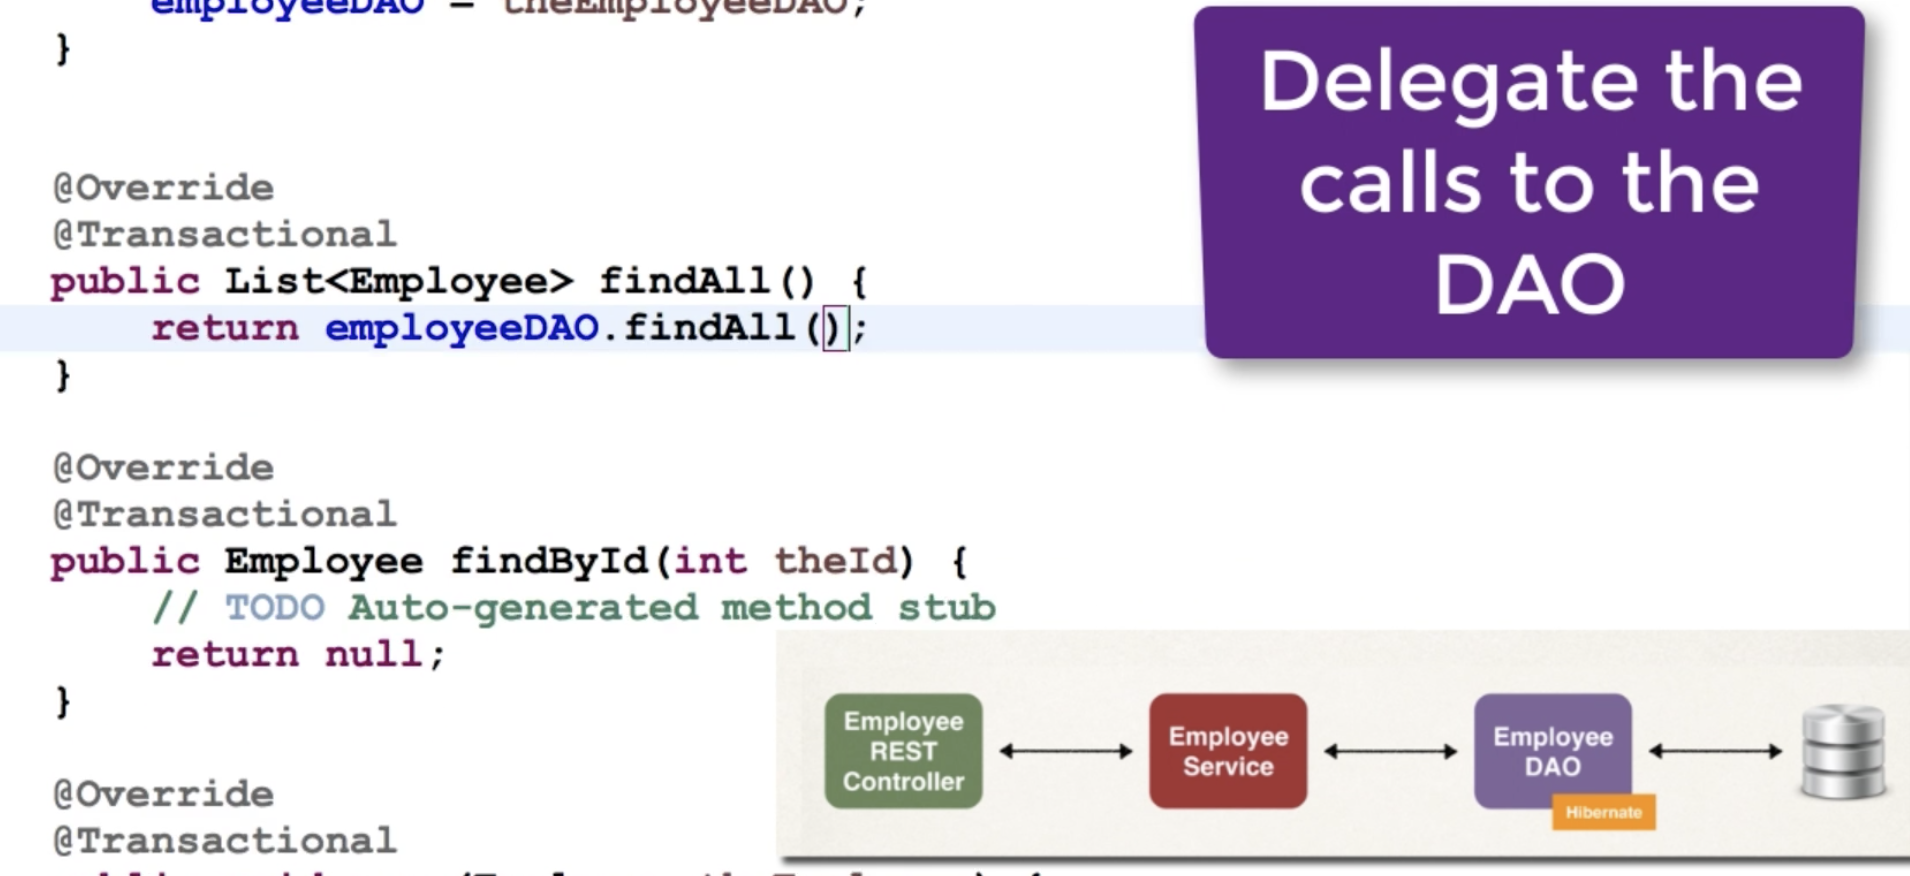 employeeDAO = theEmployeeDAO;
}
@Override
@Transactional
public List<Employee> findAll() {
return employeeDAO.findAll();
}
@Override
@Transactional
public Employee findById(int theId) {
// TODO Auto-generated method stub
return null;
}
@Override
@Transactional
Delegate the
calls to the
DAO
Employee
REST
Controller
Employee
Service
Employee
DAO
Hibernate